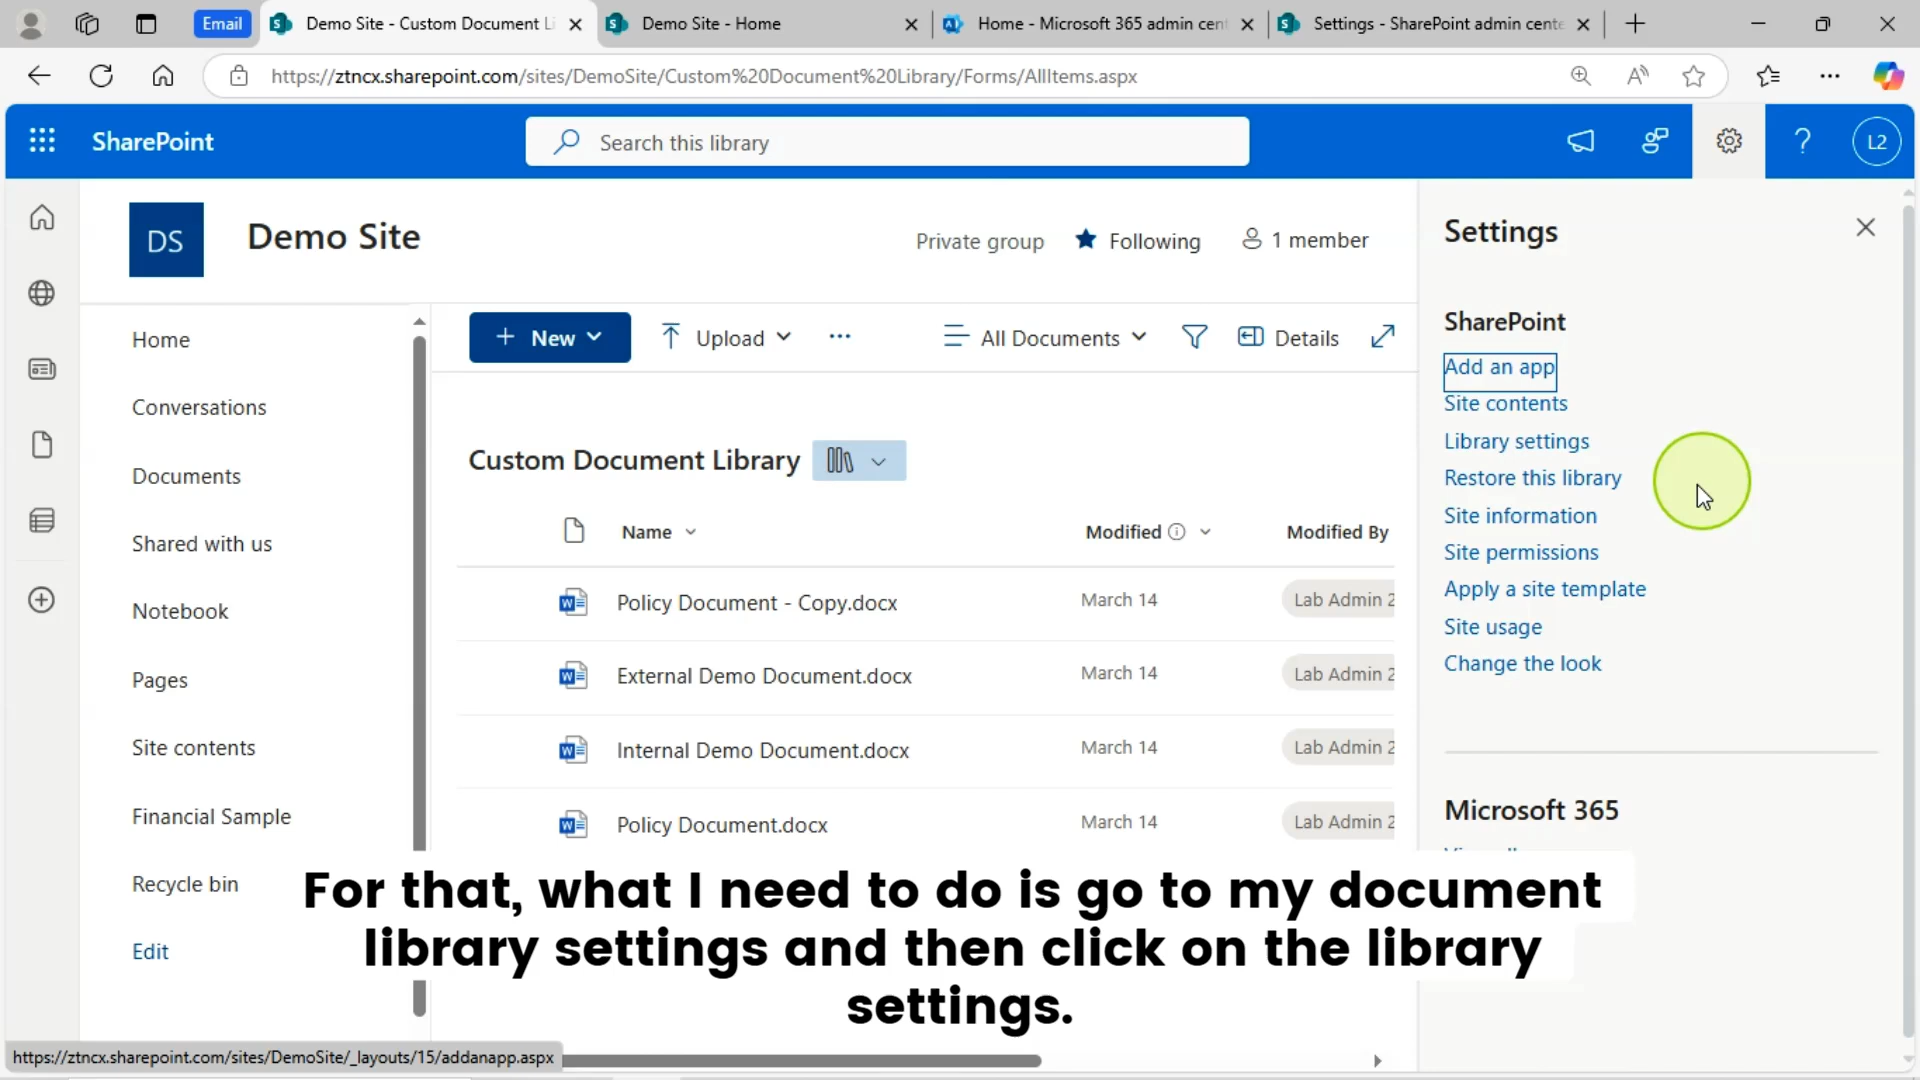 Email
Demo Site - Custom Document Li
Demo Site - Home
Home - Microsoft 365 admin cent
Settings - SharePoint admin cente
https://ztncx.sharepoint.com/sites/DemoSite/Custom%20Document%20Library/Forms/AllItems.aspx
SharePoint
Search this library
L2
DS
Demo Site
Private group
Following
1 member
Home
Conversations
Documents
Shared with us
Notebook
Pages
Site contents
Financial Sample
Recycle bin
Edit
New
Upload
All Documents
Details
Custom Document Library
Name
Modified
Modified By
Policy Document - Copy.docx
March 14
Lab Admin 2
External Demo Document.docx
March 14
Lab Admin 2
Internal Demo Document.docx
March 14
Lab Admin 2
Policy Document.docx
March 14
Lab Admin 2
Settings
SharePoint
Add an app
Site contents
Library settings
Restore this library
Site information
Site permissions
Apply a site template
Site usage
Change the look
Microsoft 365
For that, what I need to do is go to my document
library settings and then click on the library
settings.
https://ztncx.sharepoint.com/sites/DemoSite/_layouts/15/addanapp.aspx